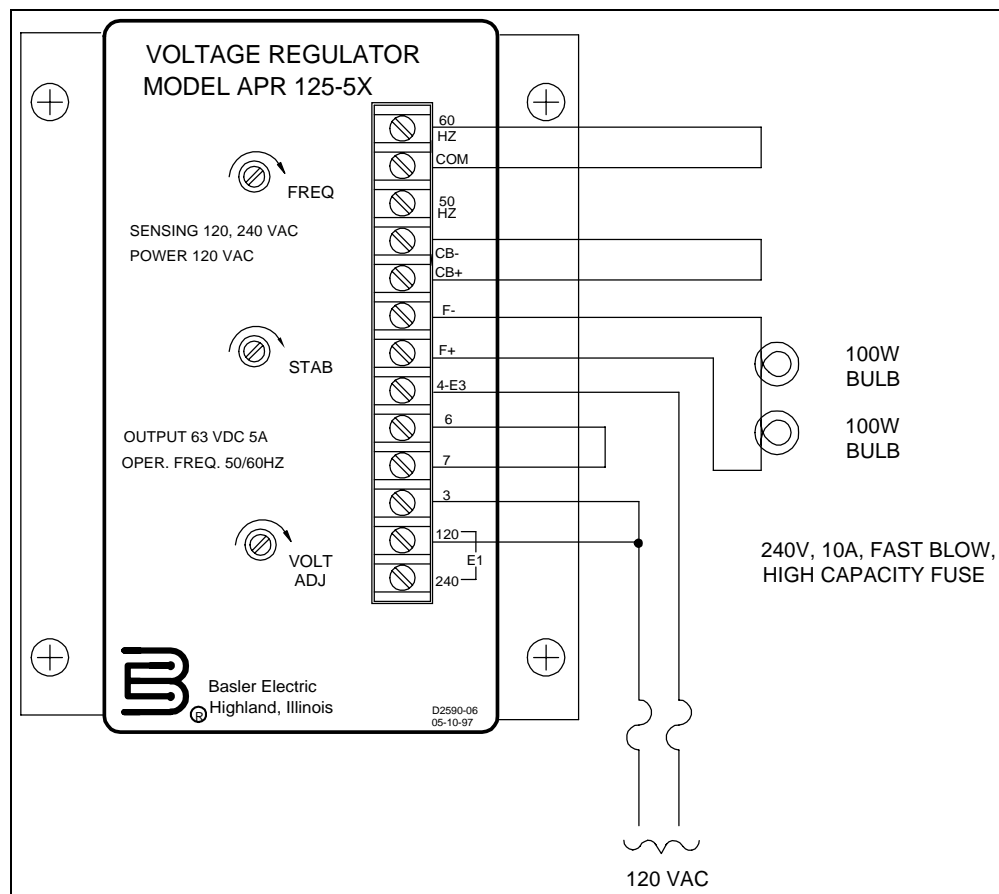 VOLTAGE REGULATOR
MODEL APR 125-5X
FREQ
SENSING 120, 240 VAC
POWER 120 VAC
STAB
OUTPUT 63 VDC 5A
OPER. FREQ. 50/60HZ
VOLT
ADJ
Basler Electric
Highland, Illinois
R
D2590-06
05-10-97
60
HZ
COM
50
HZ
CB-
CB+
F-
F+
4-E3
6
7
3
120
E1
240
100W
BULB
100W
BULB
240V, 10A, FAST BLOW,
HIGH CAPACITY FUSE
120 VAC